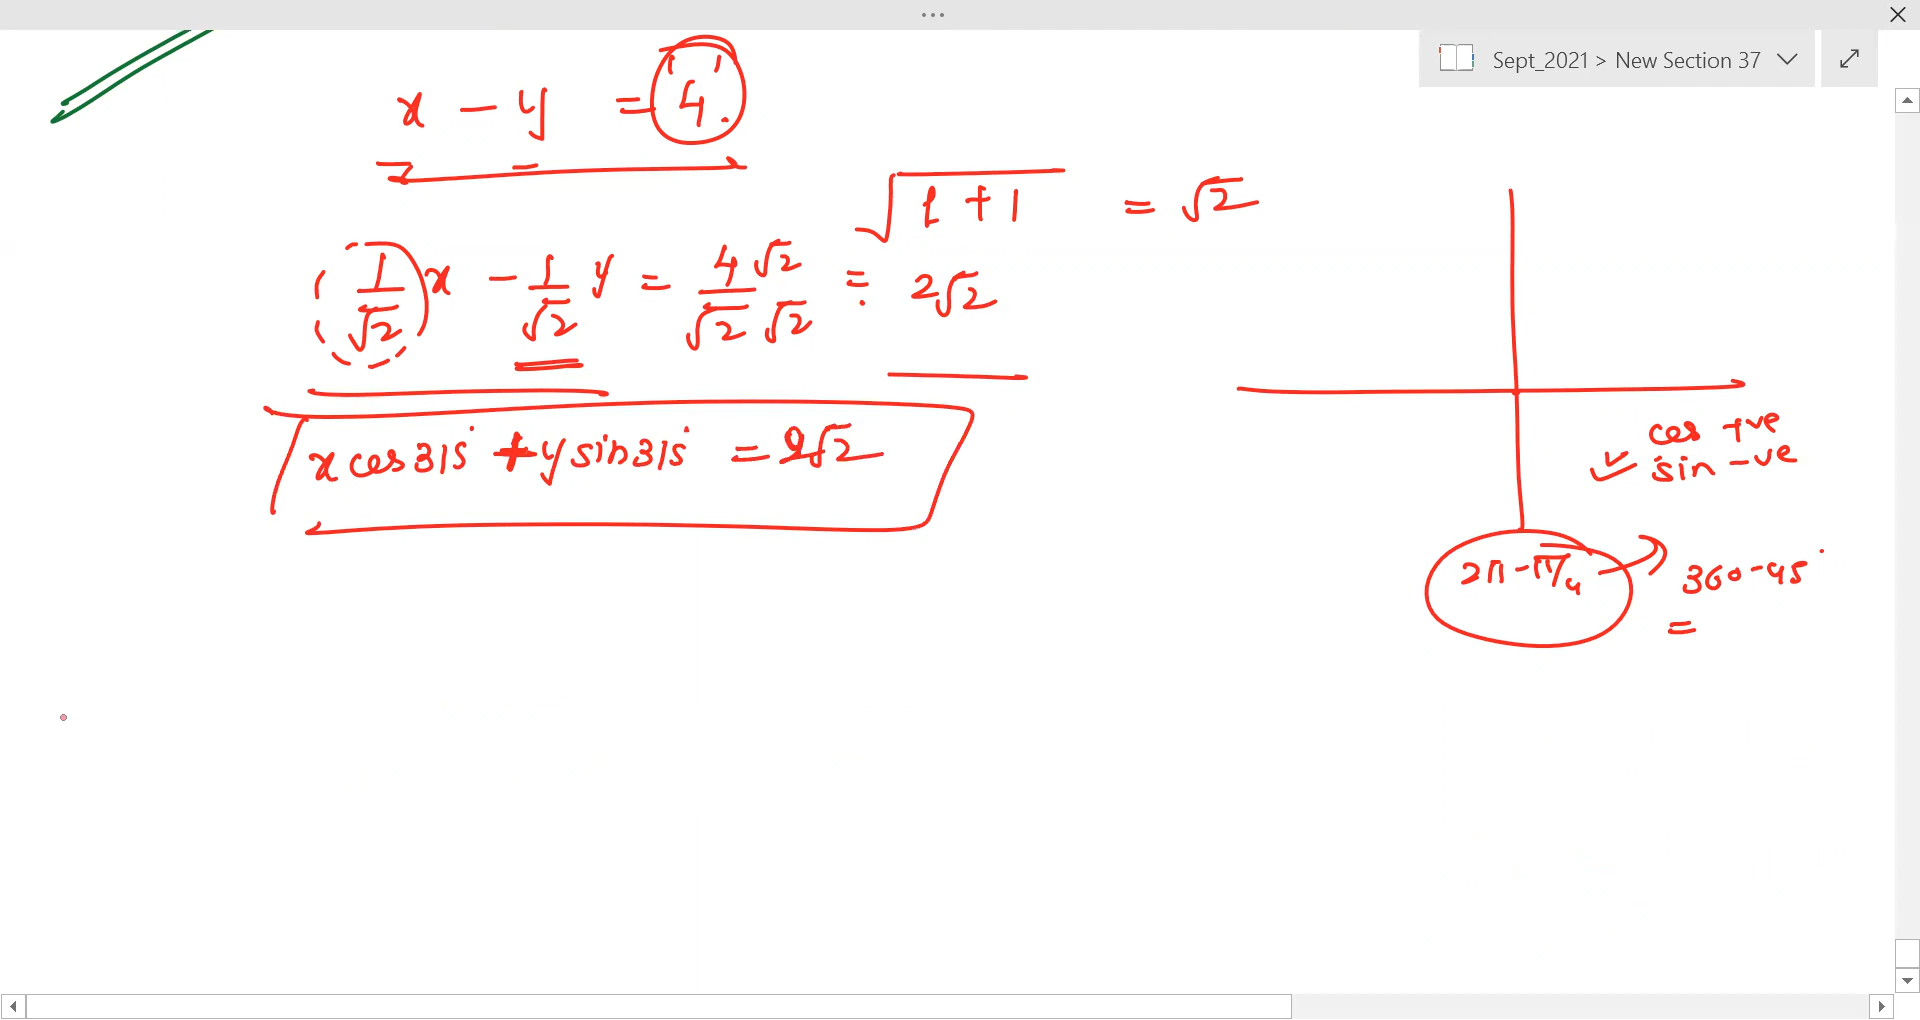 Sept_2021 > New Section 37
x - y = 4.
√(1+1) = √2
1/√2 x - 1/√2 y = 4√2/√2√2 = 2√2
x cos 315° + y sin 315° = 2√2
cos +ve
sin -ve
2π - π/4
360-45°
=